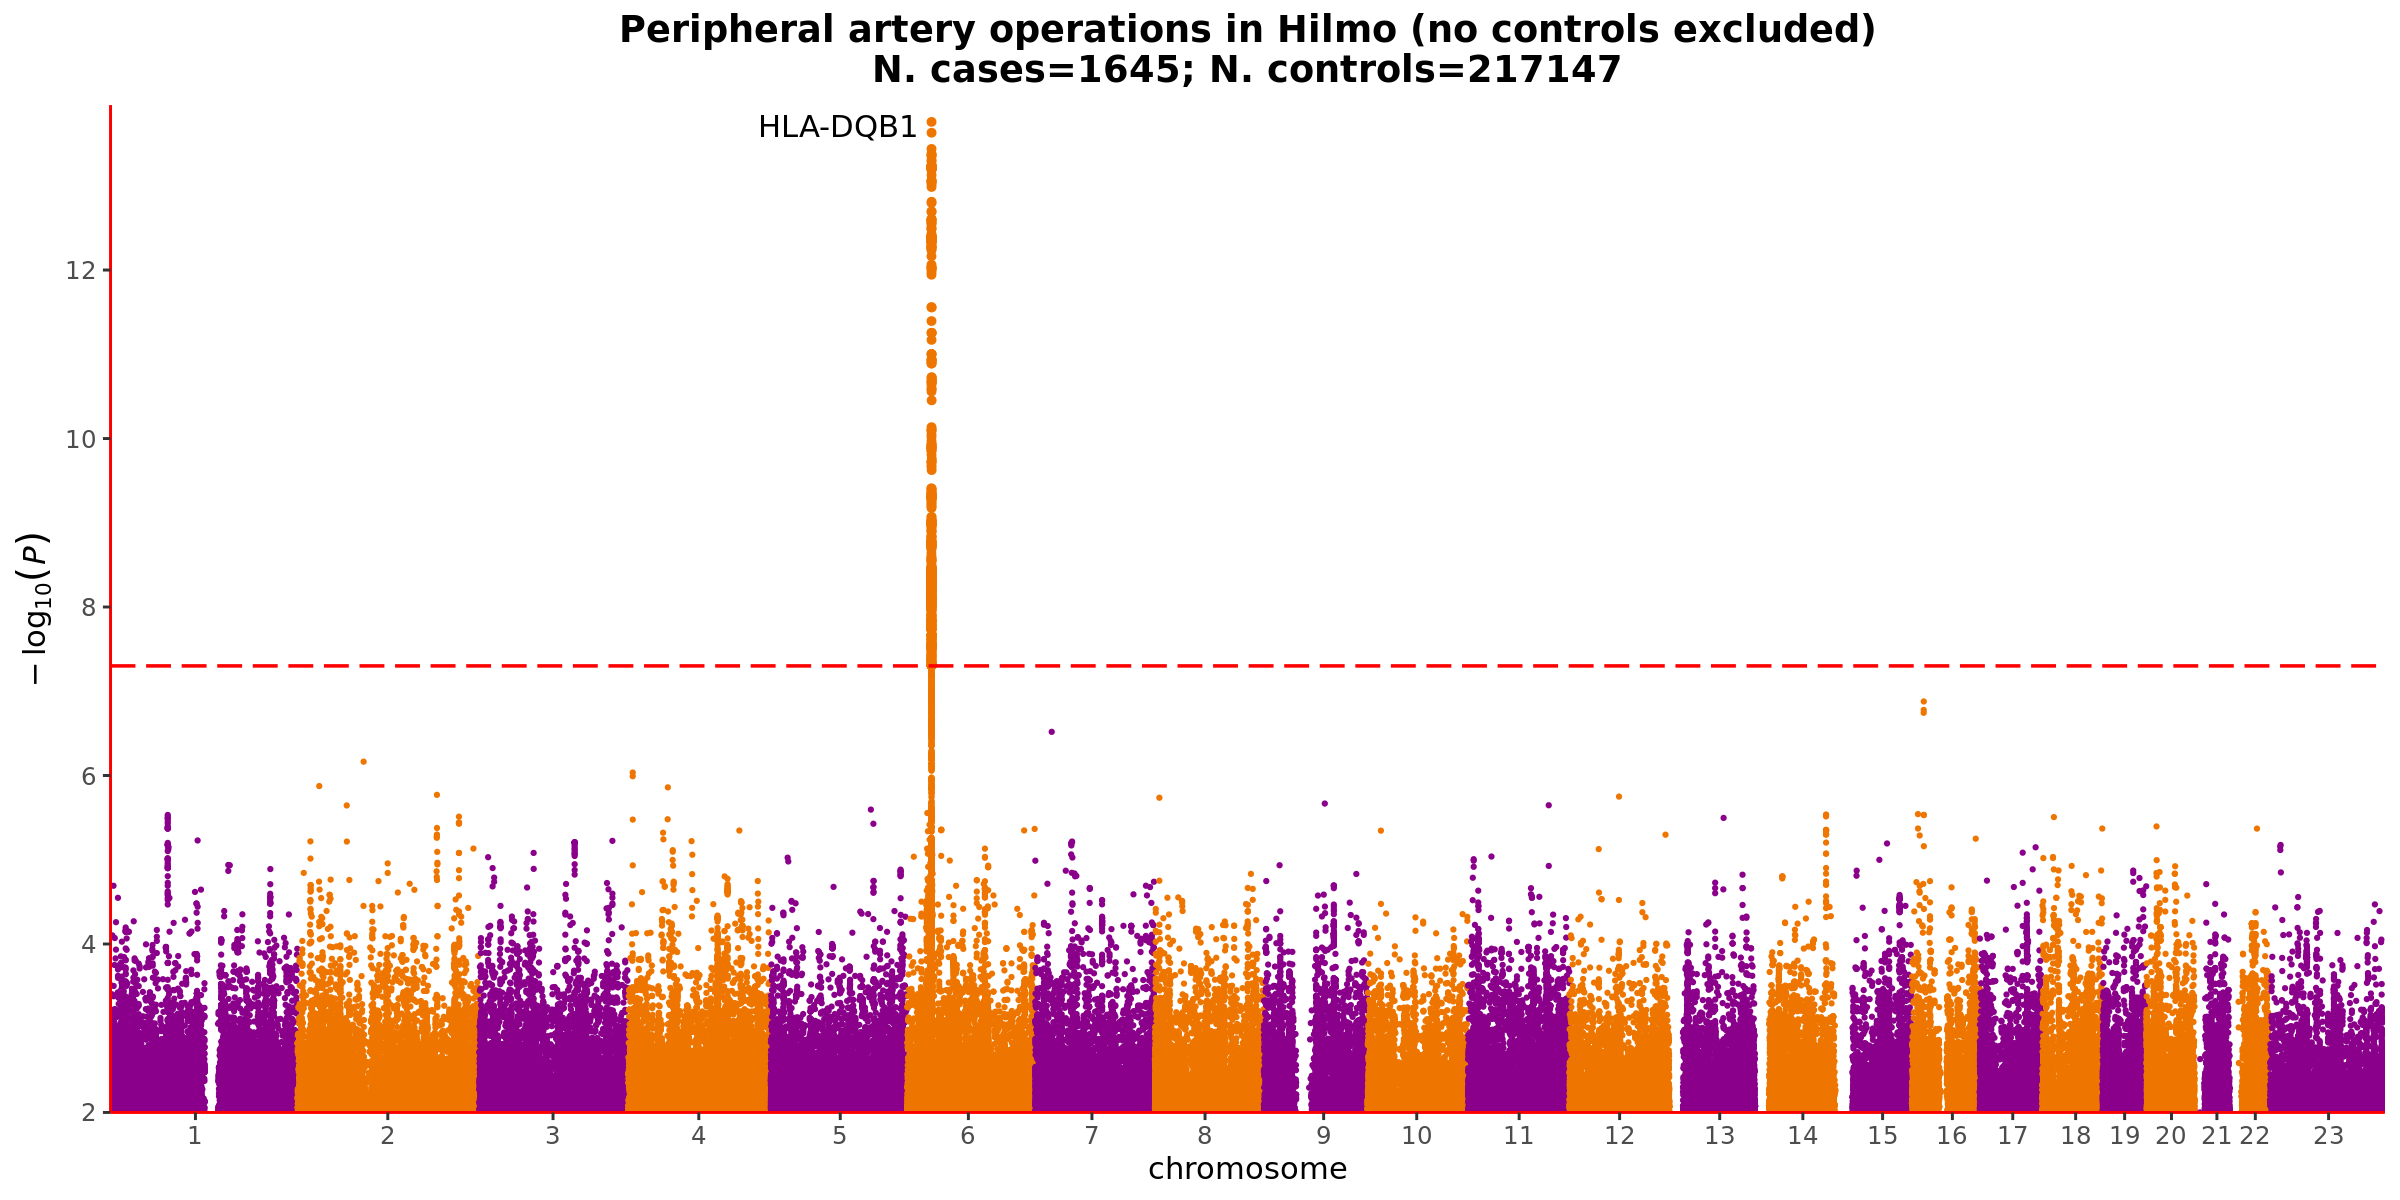 Peripheral artery operations in Hilmo (no controls excluded)
N. cases=1645; N. controls=217147
HLA-DQB1
12
10
8
6
4
2
−log10(P)
1 2 3 4 5 6 7 8 9 10 11 12 13 14 15 16 17 18 19 20 21 22 23
chromosome